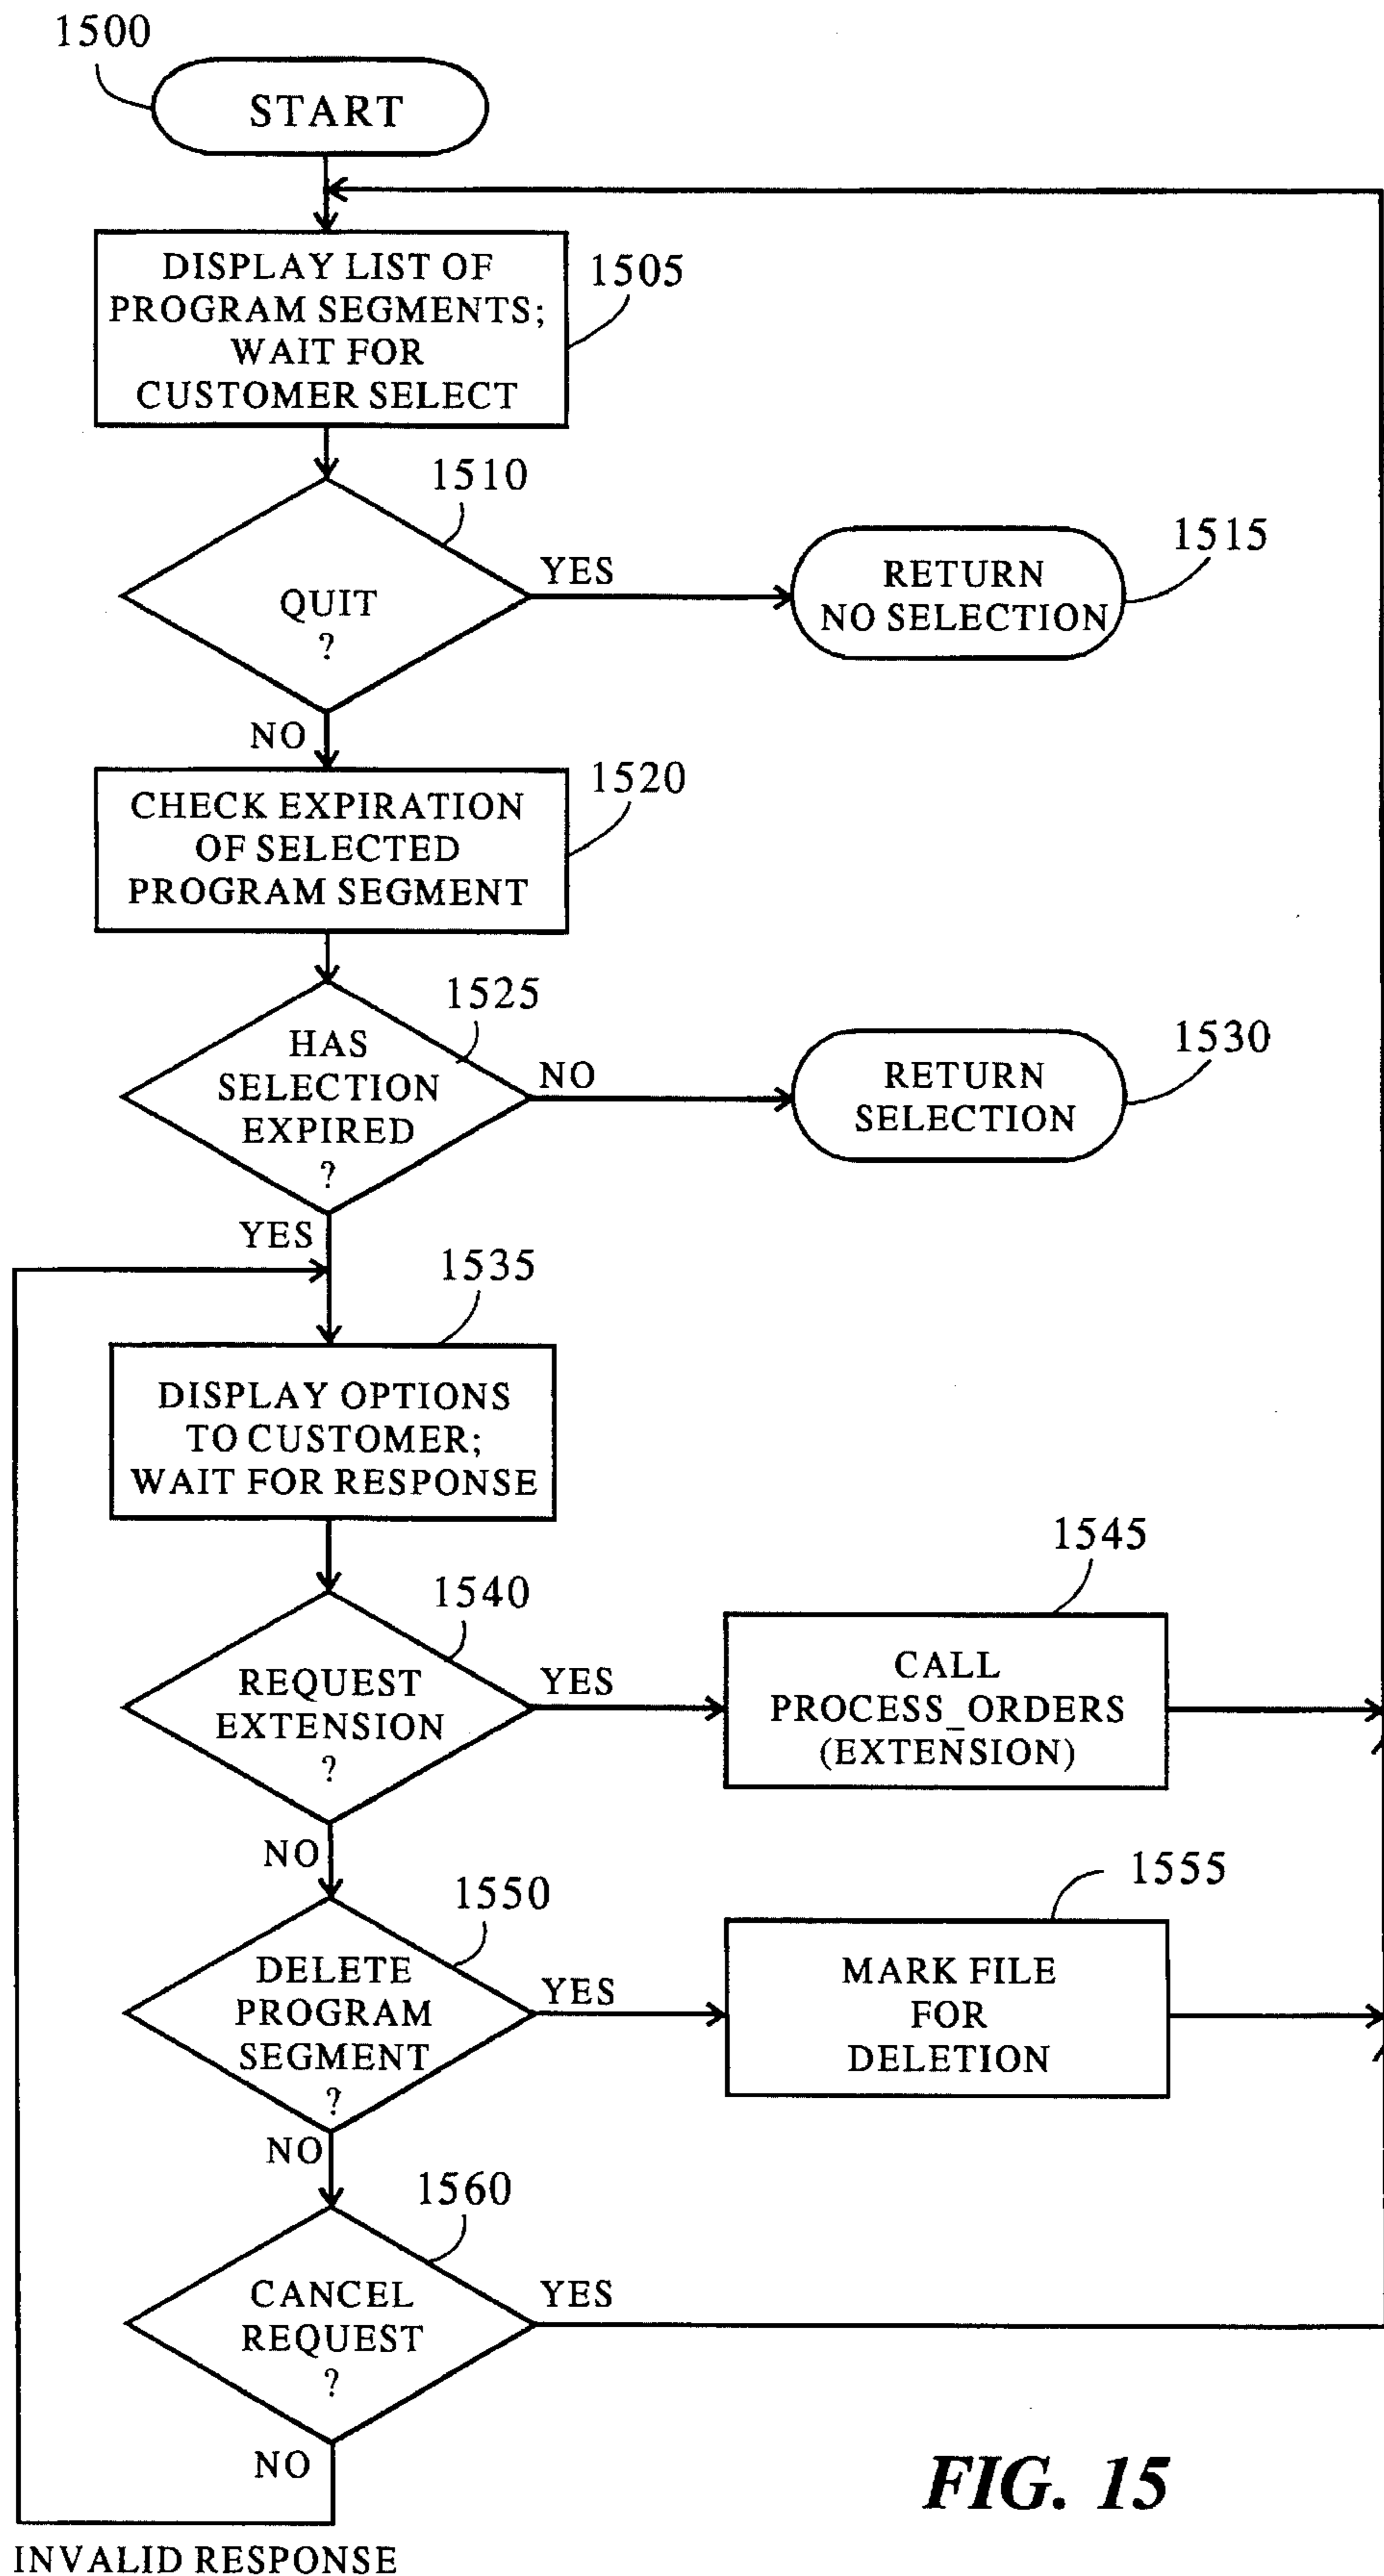 1500
START
DISPLAY LIST OF
PROGRAM SEGMENTS;
WAIT FOR
CUSTOMER SELECT
1505
1510
QUIT
?
YES
RETURN
NO SELECTION
1515
NO
CHECK EXPIRATION
OF SELECTED
PROGRAM SEGMENT
1520
1525
HAS
SELECTION
EXPIRED
?
NO
RETURN
SELECTION
1530
YES
1535
DISPLAY OPTIONS
TO CUSTOMER;
WAIT FOR RESPONSE
1540
REQUEST
EXTENSION
?
YES
1545
CALL
PROCESS_ORDERS
(EXTENSION)
NO
1550
DELETE
PROGRAM
SEGMENT
?
YES
1555
MARK FILE
FOR
DELETION
NO
1560
CANCEL
REQUEST
?
YES
NO
INVALID RESPONSE
FIG. 15